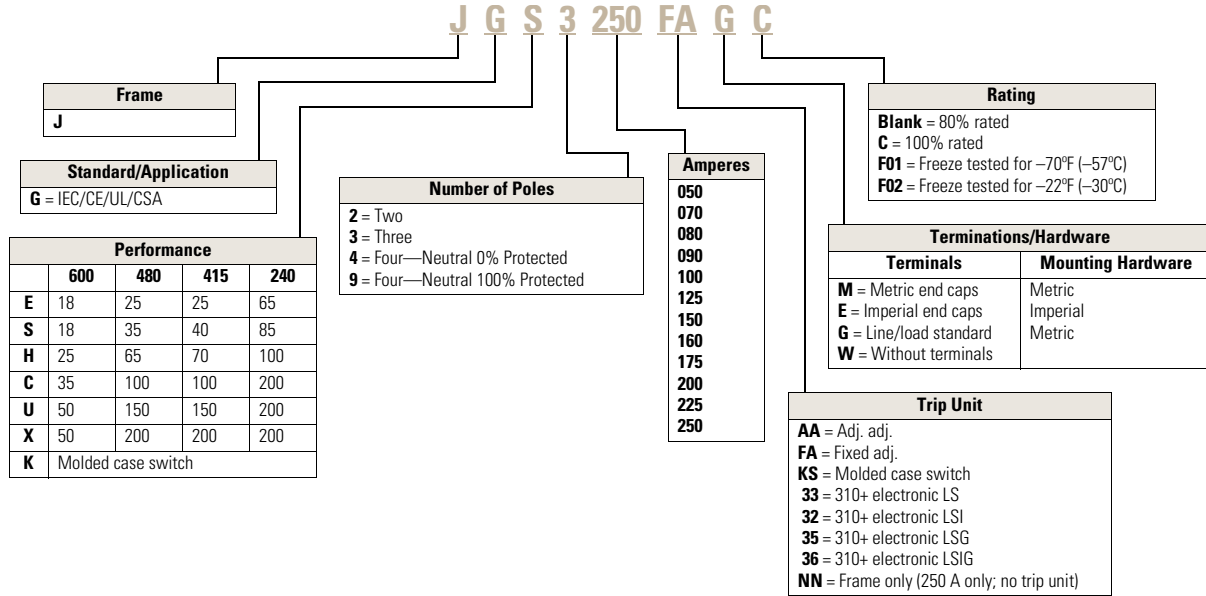 J G S 3 250 FA G C
Frame
J
Standard/Application
G = IEC/CE/UL/CSA
Performance
600 480 415 240
E 18 25 25 65
S 18 35 40 85
H 25 65 70 100
C 35 100 100 200
U 50 150 150 200
X 50 200 200 200
K Molded case switch
Number of Poles
2 = Two
3 = Three
4 = Four—Neutral 0% Protected
9 = Four—Neutral 100% Protected
Amperes
050
070
080
090
100
125
150
160
175
200
225
250
Rating
Blank = 80% rated
C = 100% rated
F01 = Freeze tested for –70ºF (–57ºC)
F02 = Freeze tested for –22ºF (–30ºC)
Terminations/Hardware
Terminals Mounting Hardware
M = Metric end caps Metric
E = Imperial end caps Imperial
G = Line/load standard Metric
W = Without terminals
Trip Unit
AA = Adj. adj.
FA = Fixed adj.
KS = Molded case switch
33 = 310+ electronic LS
32 = 310+ electronic LSI
35 = 310+ electronic LSG
36 = 310+ electronic LSIG
NN = Frame only (250 A only; no trip unit)